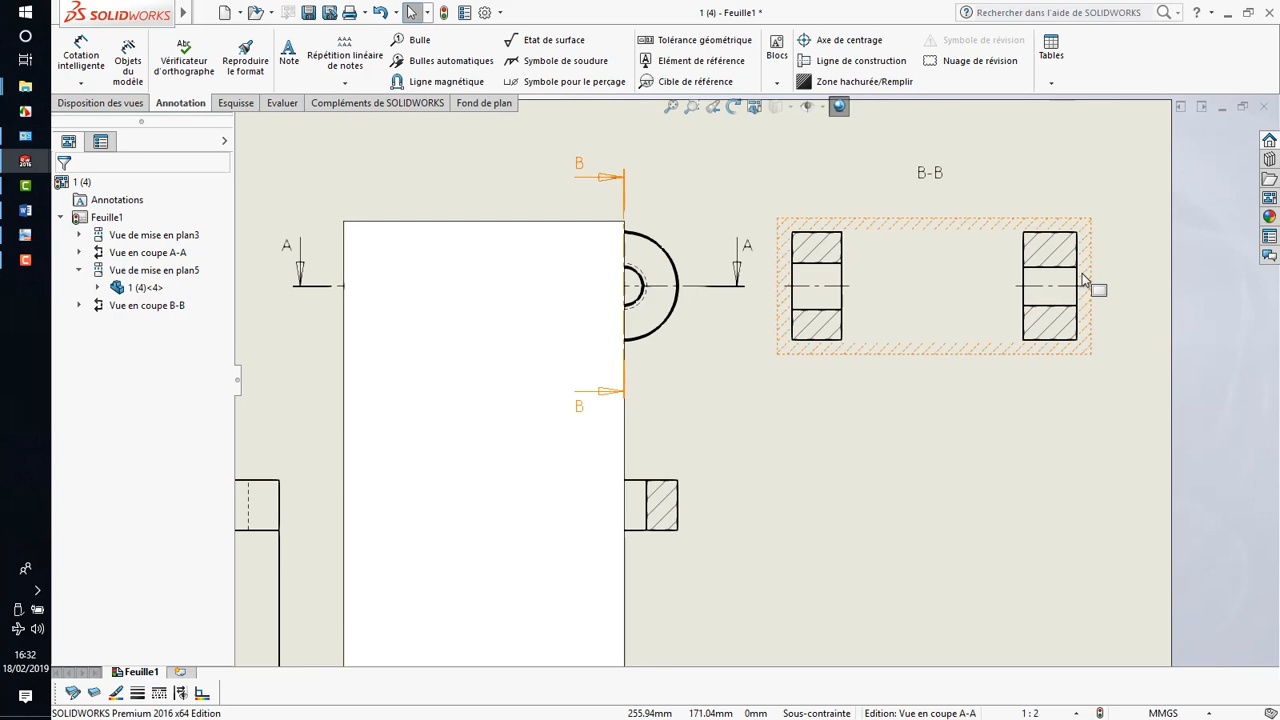 SOLIDWORKS
1 (4) - Feuille1 *
Rechercher dans l'aide de SOLIDWORKS
Cotation intelligente
Objets du modèle
Vérificateur d'orthographe
Reproduire le format
Note
Répétition linéaire de notes
Bulle
Bulles automatiques
Ligne magnétique
Etat de surface
Symbole de soudure
Symbole pour le perçage
Tolérance géométrique
Elément de référence
Cible de référence
Blocs
Axe de centrage
Ligne de construction
Zone hachurée/Remplir
Symbole de révision
Nuage de révision
Tables
Disposition des vues
Annotation
Esquisse
Evaluer
Compléments de SOLIDWORKS
Fond de plan
1 (4)
Annotations
Feuille1
Vue de mise en plan3
Vue en coupe A-A
Vue de mise en plan5
1 (4)<4>
Vue en coupe B-B
B
B-B
A
A
B
16:32
18/02/2019
Feuille1
SOLIDWORKS Premium 2016 x64 Edition
255.94mm
171.04mm
0mm
Sous-contrainte
Edition: Vue en coupe A-A
1 : 2
MMGS